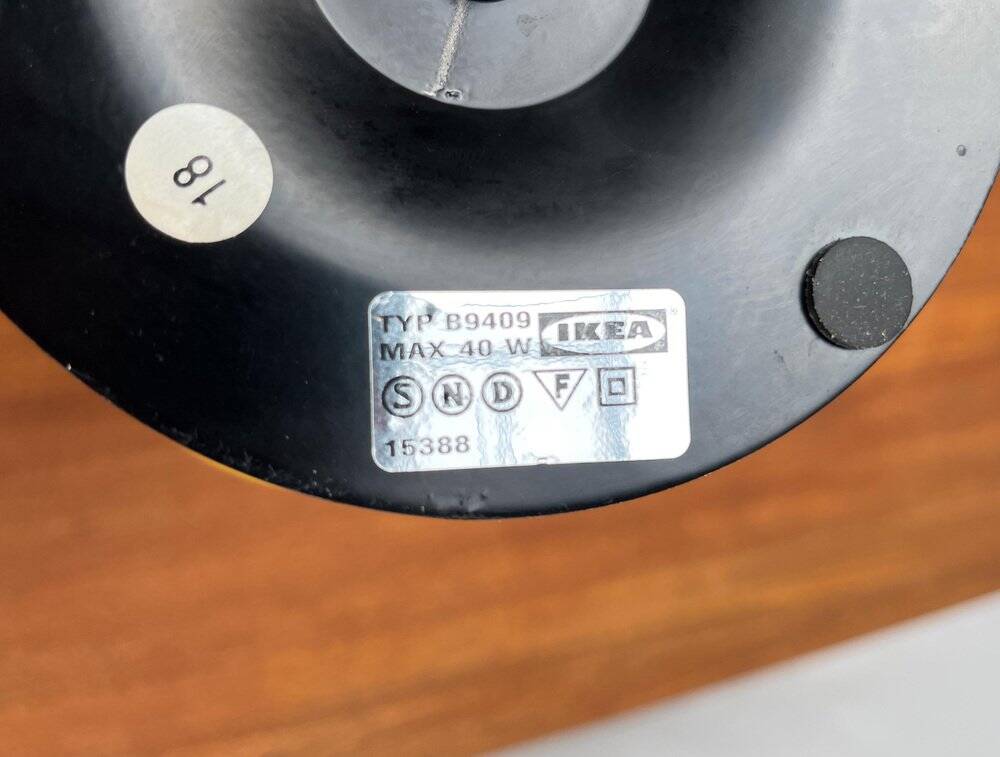 18
TYP B9409 IKEA
MAX 40 W
S N D F
15388